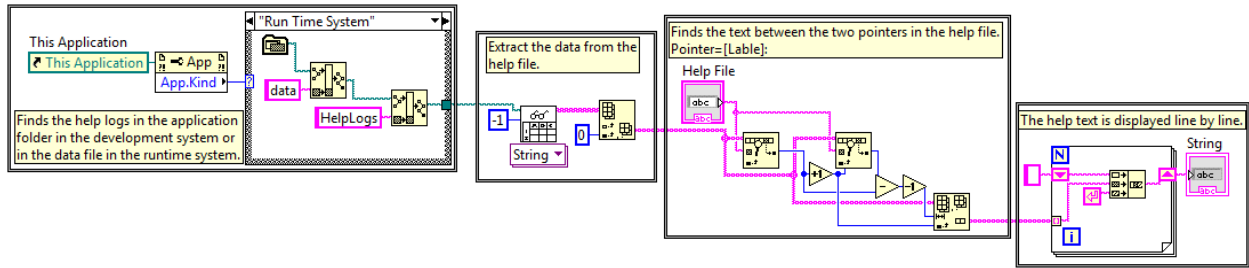 This Application
This Application
App
App.Kind
?
Finds the help logs in the application
folder in the development system or
in the data file in the runtime system.
"Run Time System"
data
HelpLogs
Extract the data from the
help file.
-1
String
0
Finds the text between the two pointers in the help file.
Pointer=[Lable]:
Help File
abc
abc
+1
-
-1
The help text is displayed line by line.
N
i
String
abc
abc